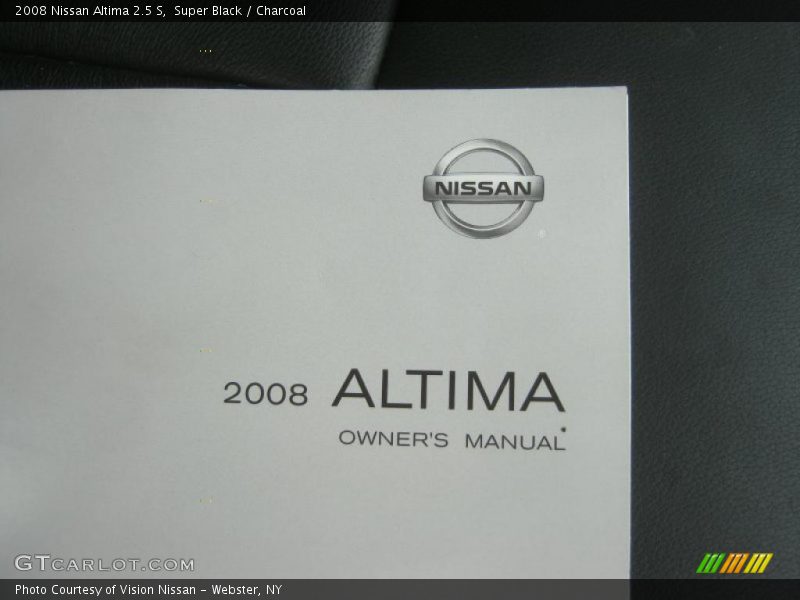 2008 Nissan Altima 2.5 S, Super Black / Charcoal
NISSAN
®
2008 ALTIMA
OWNER'S MANUAL
GTCARLOT.COM
Photo Courtesy of Vision Nissan - Webster, NY